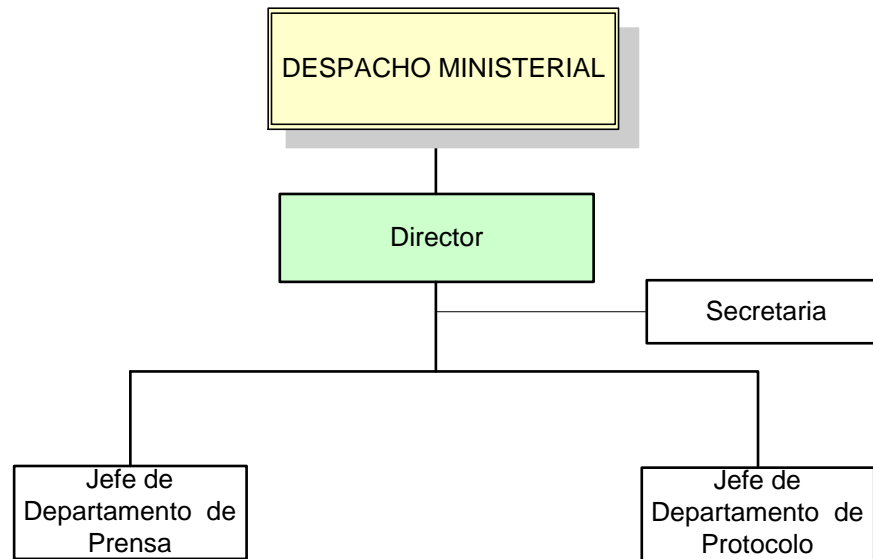 DESPACHO MINISTERIAL
Director
Secretaria
Jefe de
Departamento de
Prensa
Jefe de
Departamento de
Protocolo